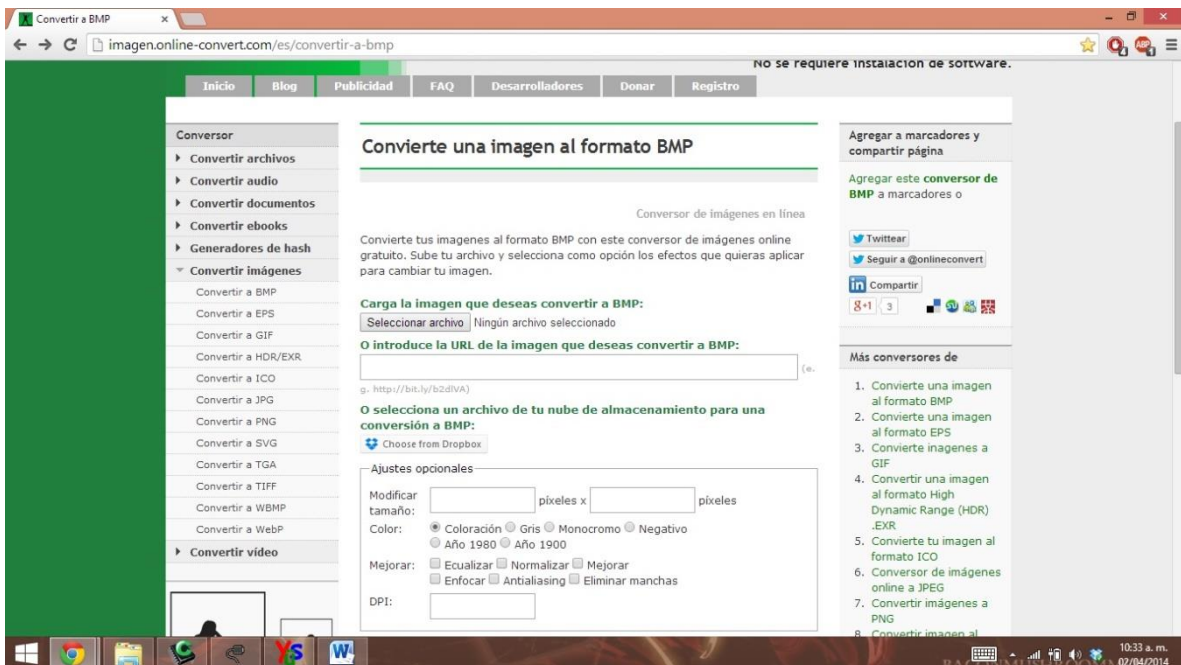 Convertir a BMP
imagen.online-convert.com/es/convertir-a-bmp
No se requiere instalación de software.
Inicio Blog Publicidad FAQ Desarrolladores Donar Registro
Conversor
Convertir archivos
Convertir audio
Convertir documentos
Convertir ebooks
Generadores de hash
Convertir imágenes
Convertir a BMP
Convertir a EPS
Convertir a GIF
Convertir a HDR/EXR
Convertir a ICO
Convertir a JPG
Convertir a PNG
Convertir a SVG
Convertir a TGA
Convertir a TIFF
Convertir a WBMP
Convertir a WebP
Convertir vídeo
Convierte una imagen al formato BMP
Conversor de imágenes en línea
Convierte tus imagenes al formato BMP con este conversor de imágenes online
gratuito. Sube tu archivo y selecciona como opción los efectos que quieras aplicar
para cambiar tu imagen.
Carga la imagen que deseas convertir a BMP:
Seleccionar archivo Ningún archivo seleccionado
O introduce la URL de la imagen que deseas convertir a BMP:
(e.
g. http://bit.ly/b2dlVA)
O selecciona un archivo de tu nube de almacenamiento para una
conversión a BMP:
Choose from Dropbox
Ajustes opcionales
Modificar
tamaño:
píxeles x píxeles
Color: Coloración Gris Monocromo Negativo
Año 1980 Año 1900
Mejorar: Ecualizar Normalizar Mejorar
Enfocar Antialiasing Eliminar manchas
DPI:
Agregar a marcadores y
compartir página
Agregar este conversor de
BMP a marcadores o
Twittear
Seguir a @onlineconvert
in Compartir
g+1 3
Más conversores de
1. Convierte una imagen
al formato BMP
2. Convierte una imagen
al formato EPS
3. Convierte inagenes a
GIF
4. Convertir una imagen
al formato High
Dynamic Range (HDR)
.EXR
5. Convierte tu imagen al
formato ICO
6. Conversor de imágenes
online a JPEG
7. Convertir imágenes a
PNG
8. Convertir imagen al
10:33 a. m.
02/04/2014